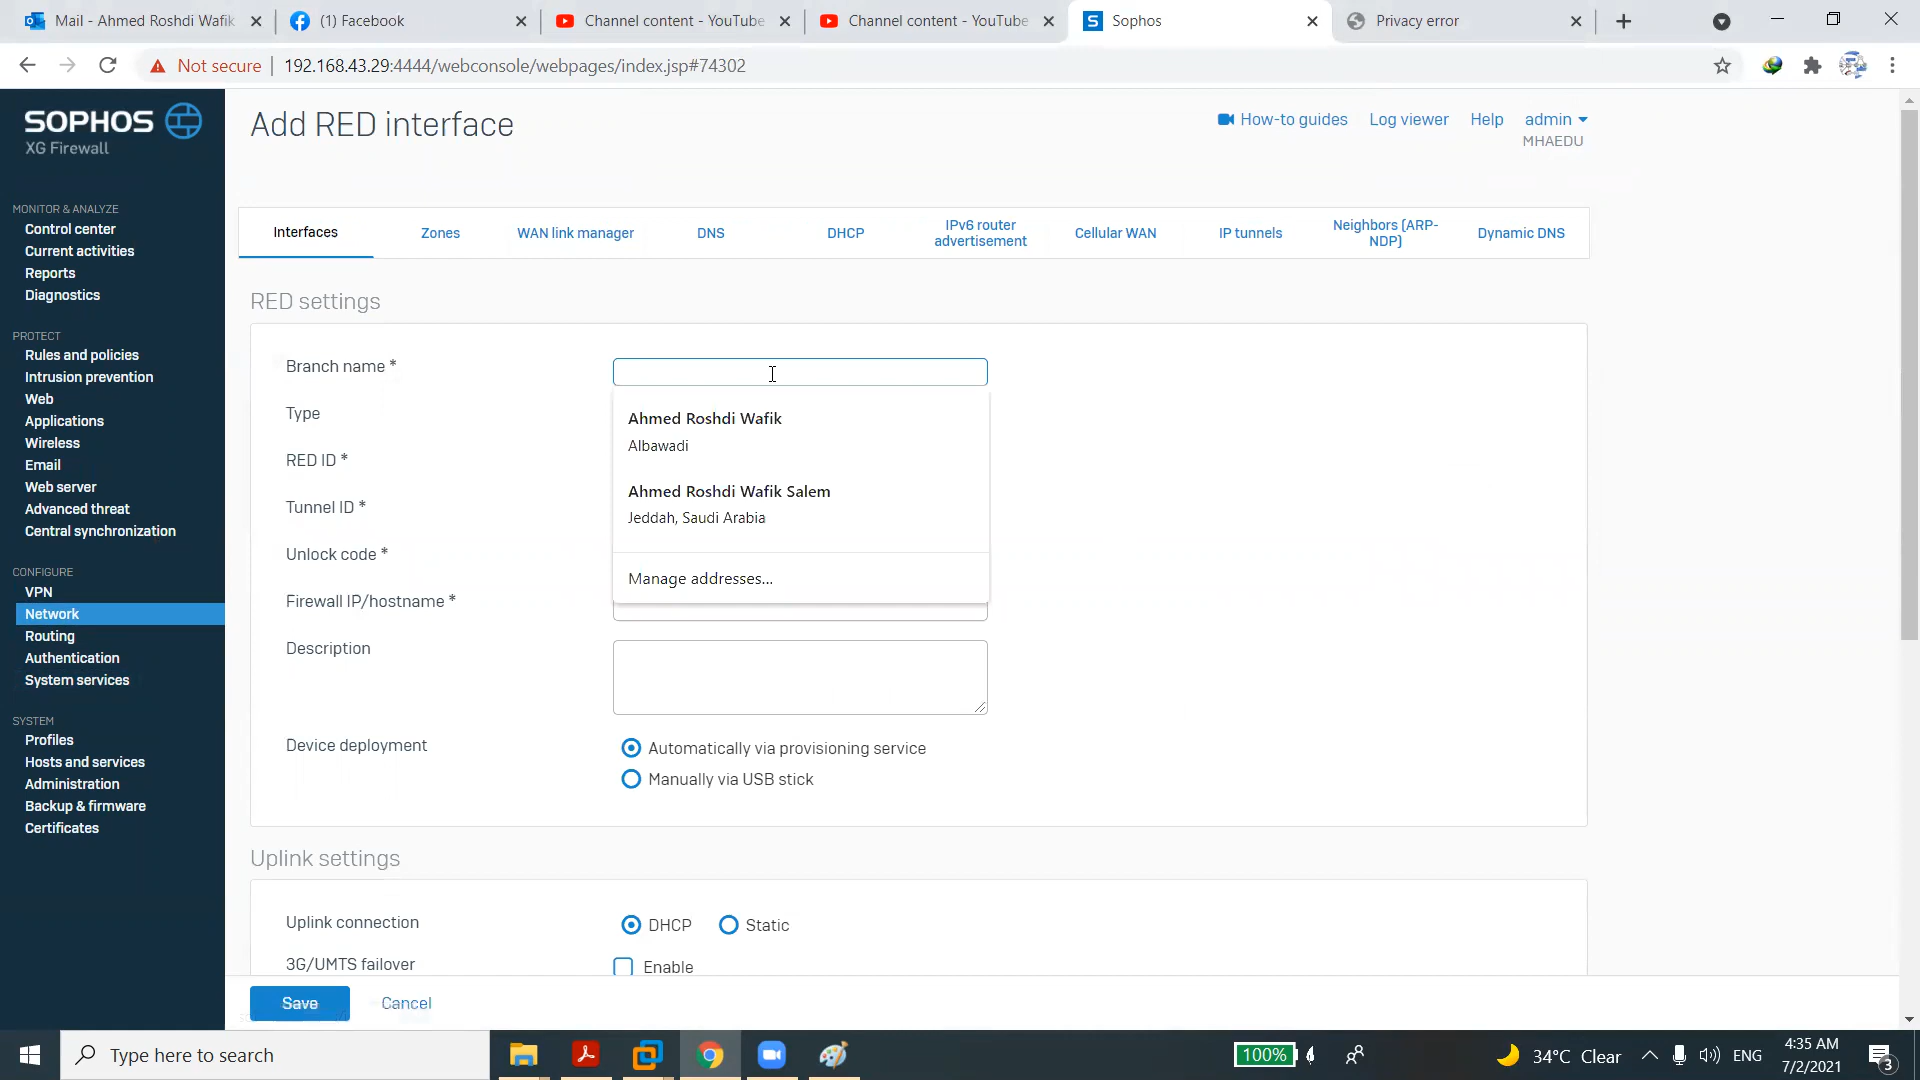 Mail - Ahmed Roshdi Wafik
(1) Facebook
Channel content - YouTube
Channel content - YouTube
Sophos
Privacy error
Not secure
192.168.43.29:4444/webconsole/webpages/index.jsp#74302
SOPHOS
XG Firewall
Add RED interface
How-to guides
Log viewer
Help
admin
MHAEDU
Interfaces
Zones
WAN link manager
DNS
DHCP
IPv6 router
advertisement
Cellular WAN
IP tunnels
Neighbors (ARP-
NDP)
Dynamic DNS
MONITOR & ANALYZE
Control center
Current activities
Reports
Diagnostics
PROTECT
Rules and policies
Intrusion prevention
Web
Applications
Wireless
Email
Web server
Advanced threat
Central synchronization
CONFIGURE
VPN
Network
Routing
Authentication
System services
SYSTEM
Profiles
Hosts and services
Administration
Backup & firmware
Certificates
RED settings
Branch name *
Type
RED ID *
Tunnel ID *
Unlock code *
Firewall IP/hostname *
Description
Device deployment
Ahmed Roshdi Wafik
Albawadi
Ahmed Roshdi Wafik Salem
Jeddah, Saudi Arabia
Manage addresses...
Automatically via provisioning service
Manually via USB stick
Uplink settings
Uplink connection
DHCP
Static
3G/UMTS failover
Enable
Save
Cancel
Type here to search
100%
34°C Clear
ENG
4:35 AM
7/2/2021
3